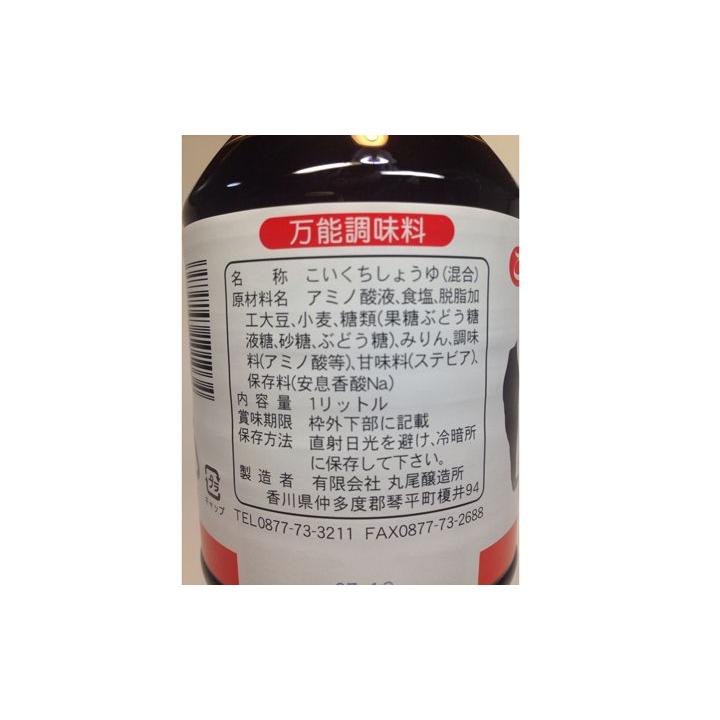 万能調味料
名称 こいくちしょうゆ(混合)
原材料名 アミノ酸液、食塩、脱脂加
工大豆、小麦、糖類(果糖ぶどう糖
液糖、砂糖、ぶどう糖)、みりん、調味
料(アミノ酸等)、甘味料(ステビア)、
保存料(安息香酸Na)
内容量 1リットル
賞味期限 枠外下部に記載
保存方法 直射日光を避け、冷暗所
に保存して下さい。
製造者 有限会社 丸尾醸造所
香川県仲多度郡琴平町榎井94
TEL0877-73-3211 FAX0877-73-2688
プラ
キャップ